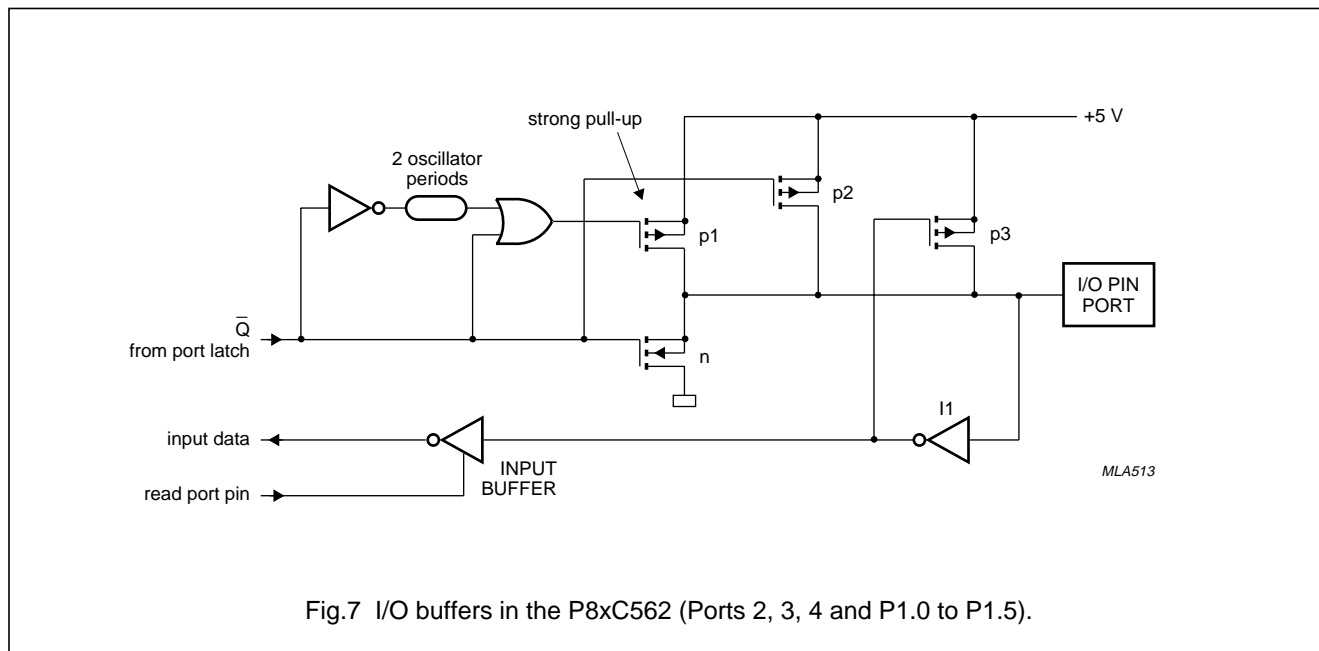 strong pull-up
+5 V
2 oscillator
periods
p2
p1
p3
I/O PIN
PORT
Q̅
from port latch
n
I1
input data
INPUT
BUFFER
read port pin
MLA513
Fig.7 I/O buffers in the P8xC562 (Ports 2, 3, 4 and P1.0 to P1.5).